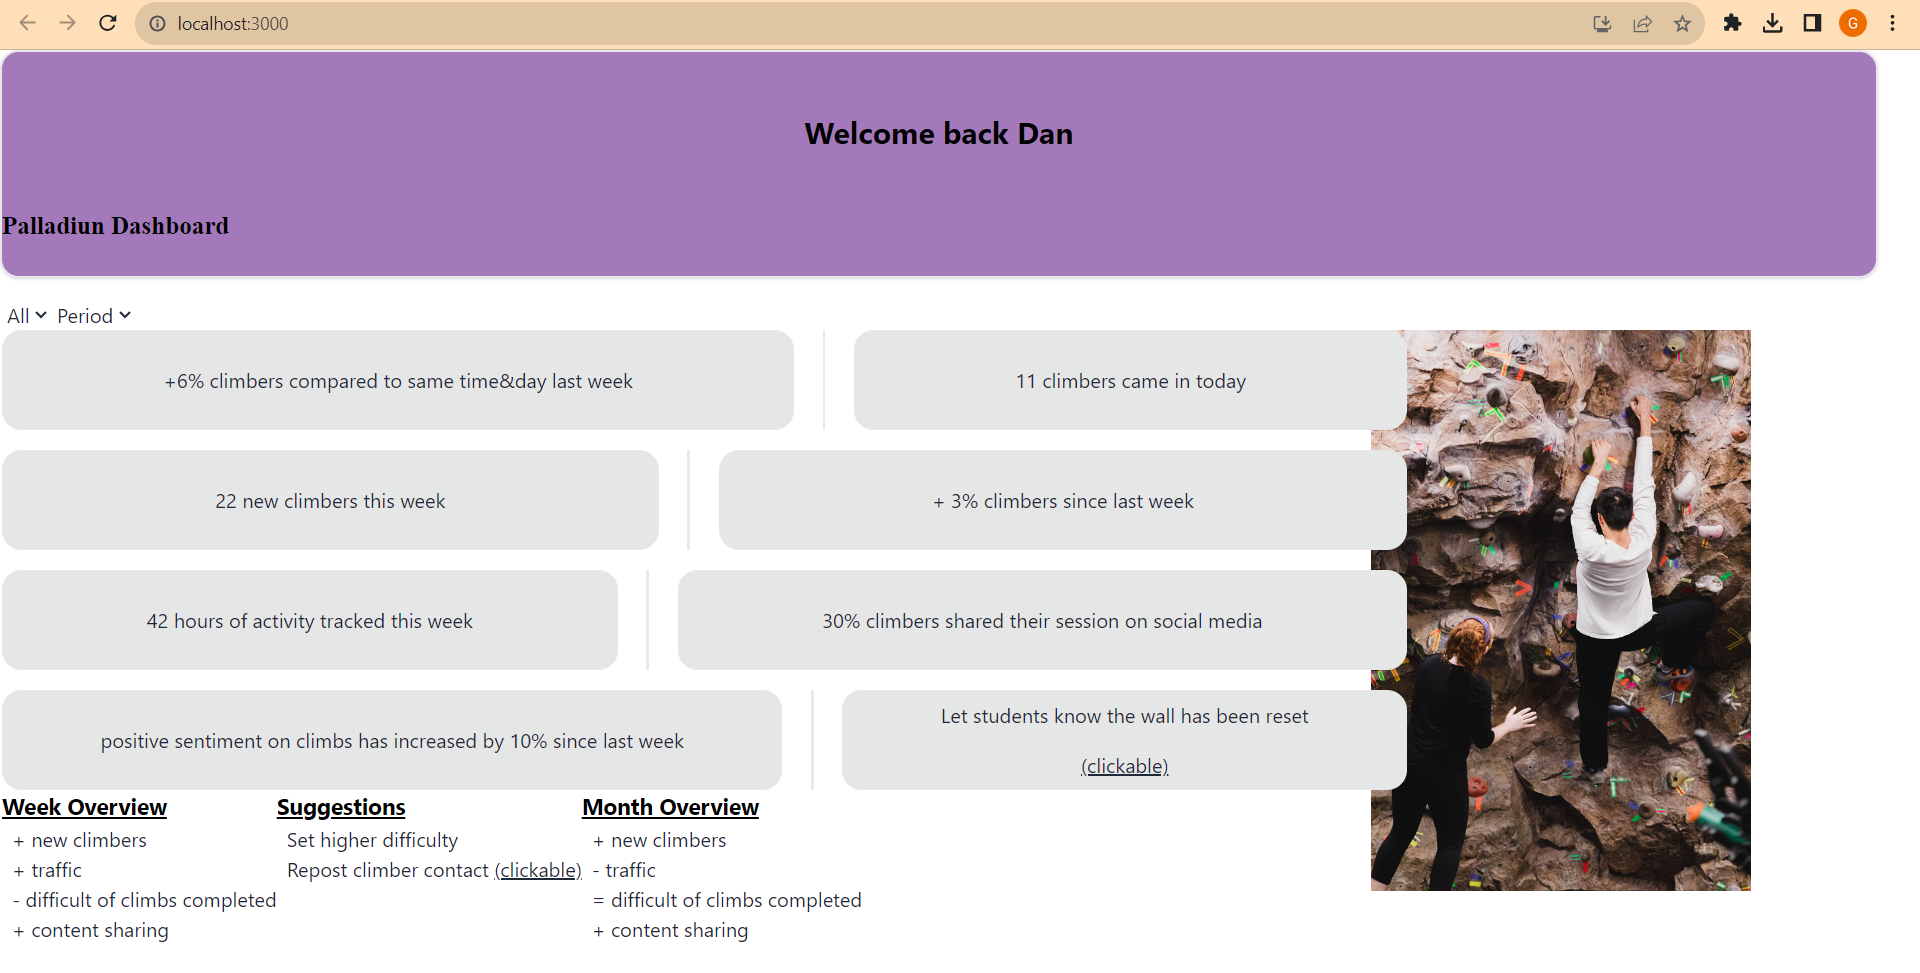 localhost:3000
G
Welcome back Dan
Palladiun Dashboard
All Period
+6% climbers compared to same time&day last week
11 climbers came in today
22 new climbers this week
+ 3% climbers since last week
42 hours of activity tracked this week
30% climbers shared their session on social media
positive sentiment on climbs has increased by 10% since last week
Let students know the wall has been reset
(clickable)
Week Overview
+ new climbers
+ traffic
- difficult of climbs completed
+ content sharing
Suggestions
Set higher difficulty
Repost climber contact (clickable)
Month Overview
+ new climbers
- traffic
= difficult of climbs completed
+ content sharing